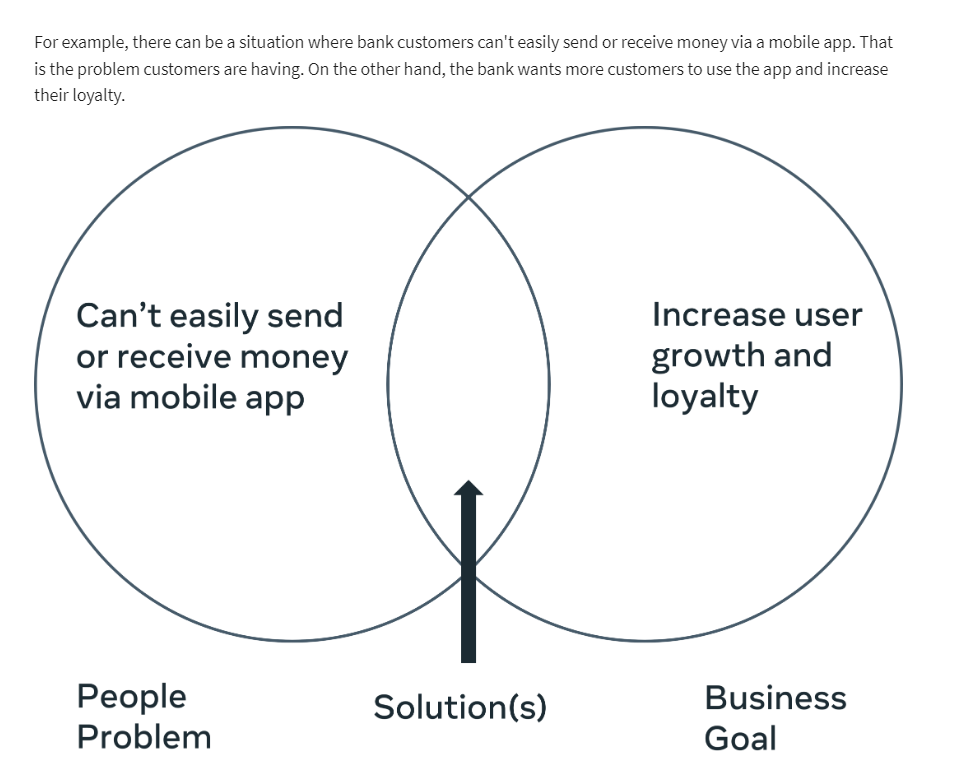 For example, there can be a situation where bank customers can't easily send or receive money via a mobile app. That
is the problem customers are having. On the other hand, the bank wants more customers to use the app and increase
their loyalty.
Can’t easily send
or receive money
via mobile app
Increase user
growth and
loyalty
People
Problem
Solution(s)
Business
Goal